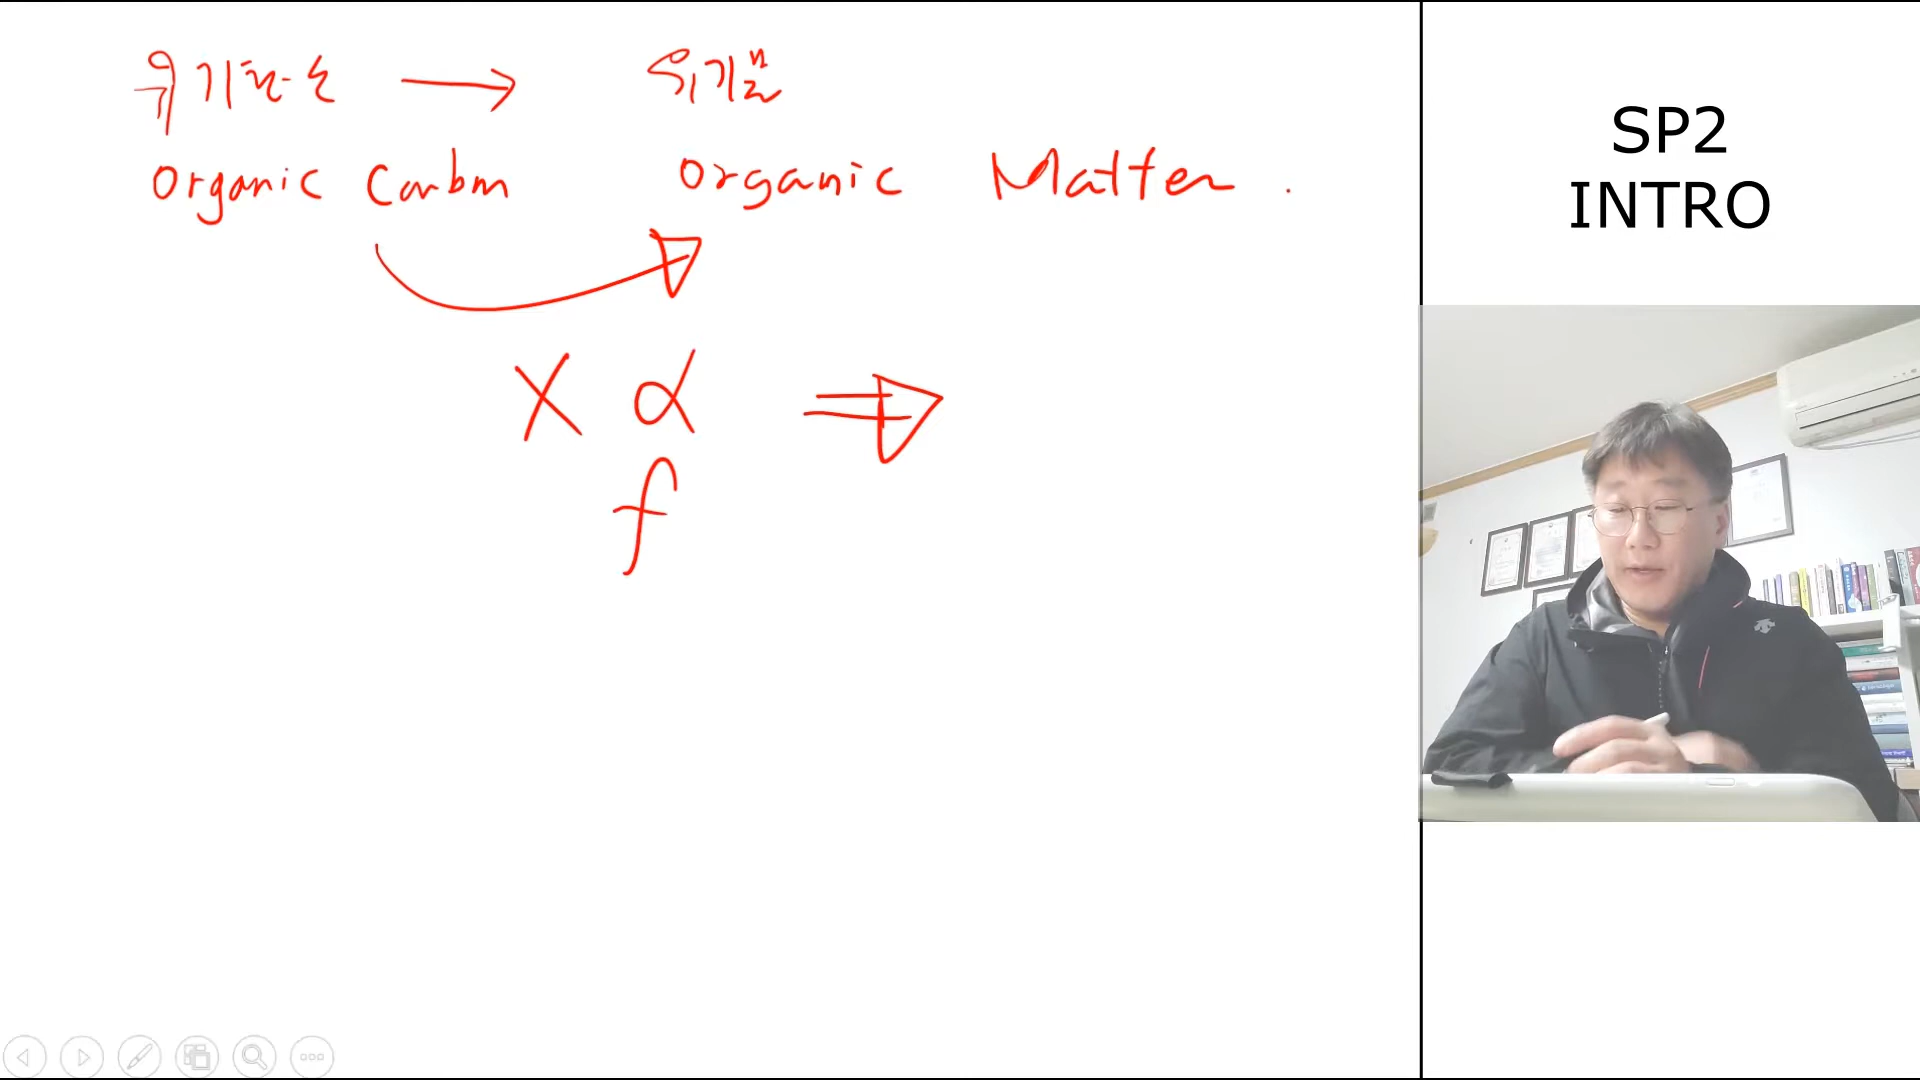 유기탄소 → 유기물
Organic Carbon Organic Matter .
X α ⇒
f
SP2
INTRO